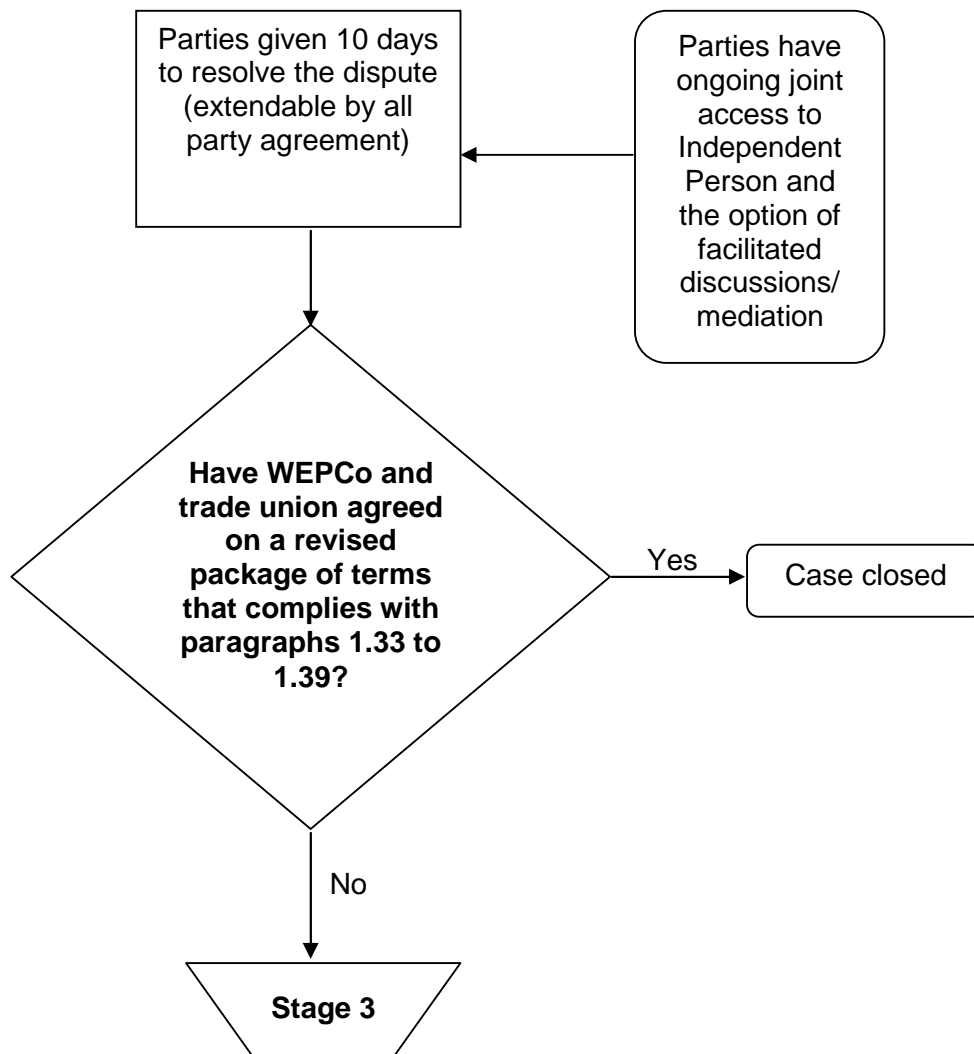 Parties given 10 days
to resolve the dispute
(extendable by all
party agreement)
Parties have
ongoing joint
access to
Independent
Person and
the option of
facilitated
discussions/
mediation
Have WEPCo and
trade union agreed
on a revised
package of terms
that complies with
paragraphs 1.33 to
1.39?
Yes
Case closed
No
Stage 3